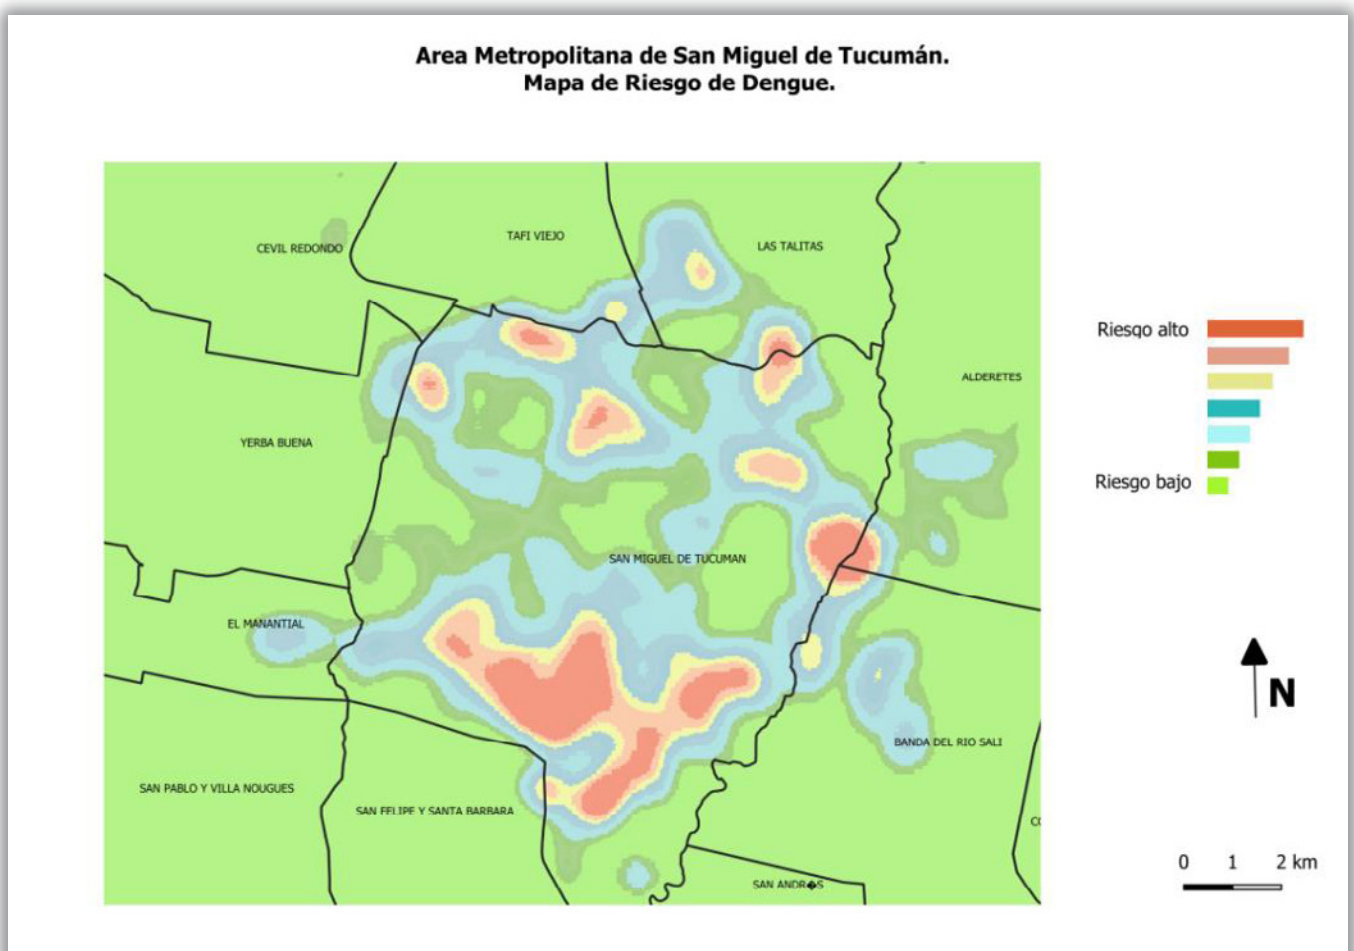 Area Metropolitana de San Miguel de Tucumán.
Mapa de Riesgo de Dengue.
TAFI VIEJO
CEVIL REDONDO
LAS TALITAS
Riesgo alto
ALDERETES
YERBA BUENA
Riesgo bajo
SAN MIGUEL DE TUCUMAN
EL MANANTIAL
N
BANDA DEL RIO SALI
SAN PABLO Y VILLA NOUGUES
SAN FELIPE Y SANTA BARBARA
0 1 2 km
SAN ANDR�S